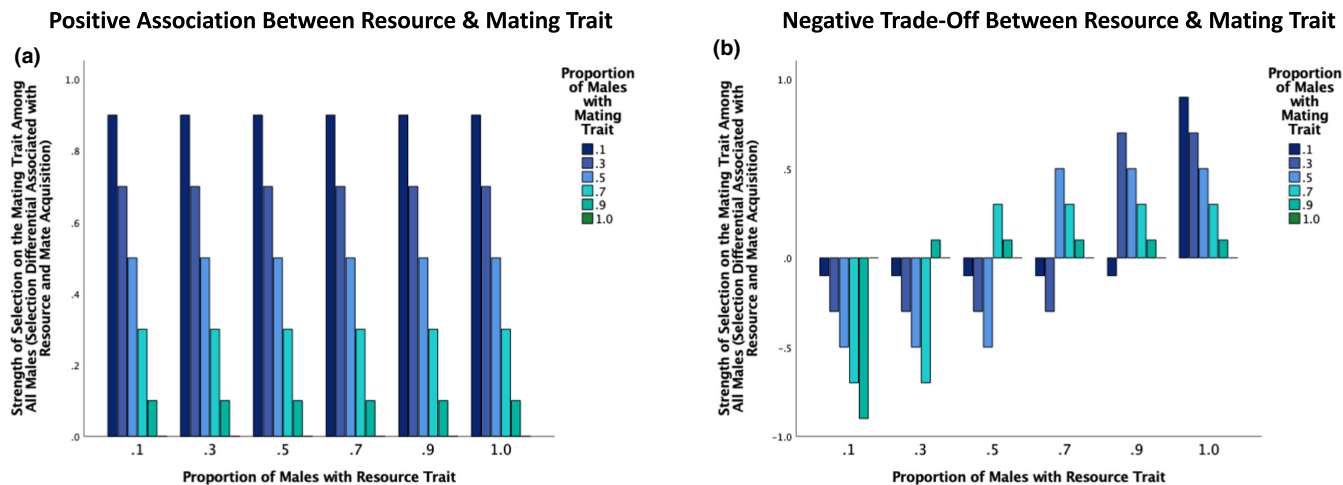 Positive Association Between Resource & Mating Trait
(a)
Strength of Selection on the Mating Trait Among
All Males (Selection Differential Associated with
Resource and Mate Acquisition)
1.0
.8
.6
.4
.2
.0
.1
.3
.5
.7
.9
1.0
Proportion of Males with Resource Trait
Proportion
of Males
with
Mating
Trait
.1
.3
.5
.7
.9
1.0
Negative Trade-Off Between Resource & Mating Trait
(b)
Strength of Selection on the Mating Trait Among
All Males (Selection Differential Associated with
Resource and Mate Acquisition)
1.0
.5
.0
-.5
-1.0
.1
.3
.5
.7
.9
1.0
Proportion of Males with Resource Trait
Proportion
of Males
with
Mating
Trait
.1
.3
.5
.7
.9
1.0